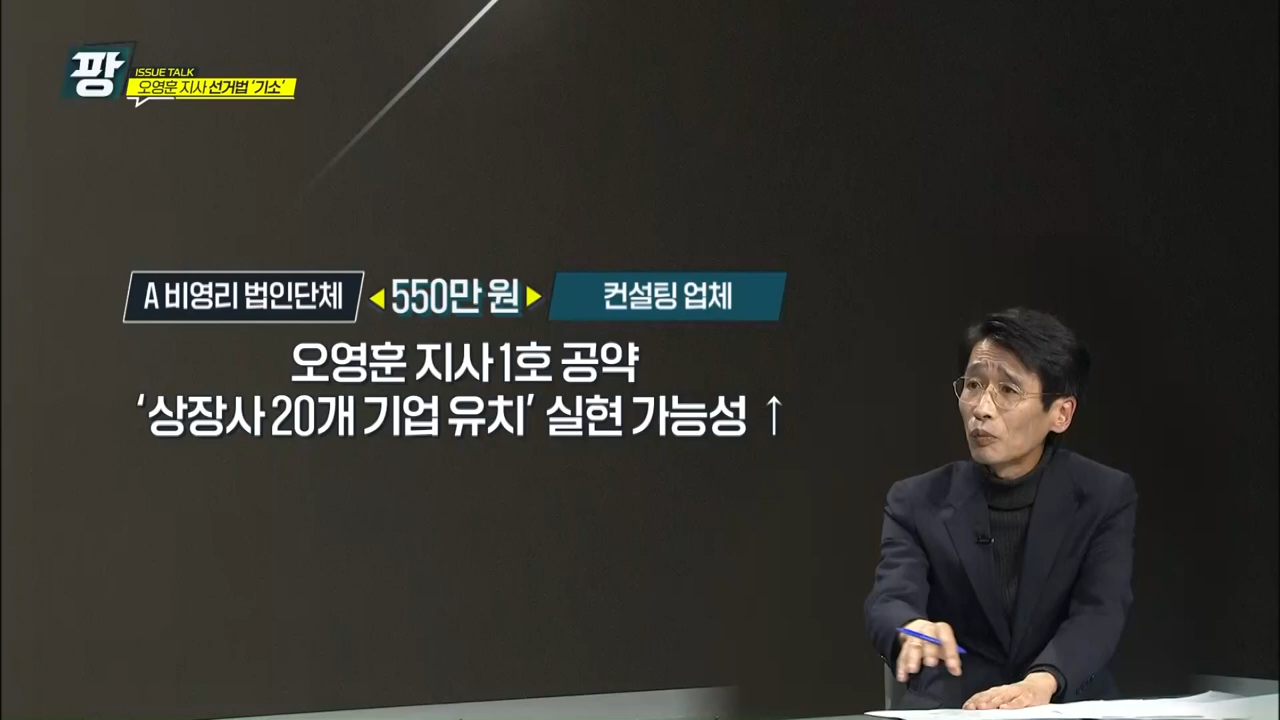 팡
ISSUE TALK
오영훈 지사 선거법 '기소'
A 비영리 법인단체 550만 원 컨설팅 업체
오영훈 지사 1호 공약
'상장사 20개 기업 유치' 실현 가능성 ↑